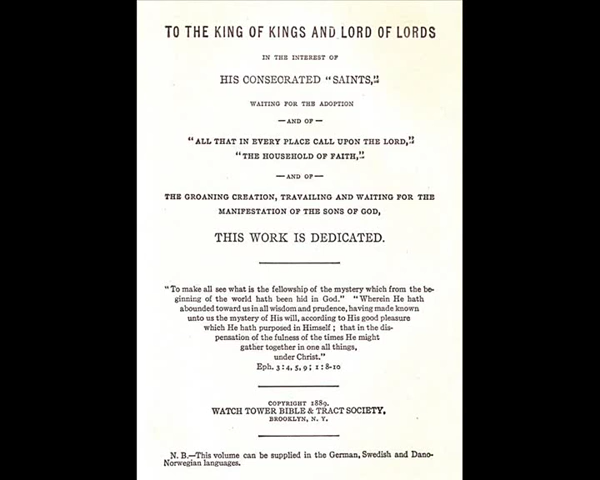 TO THE KING OF KINGS AND LORD OF LORDS
IN THE INTEREST OF
HIS CONSECRATED "SAINTS,"
WAITING FOR THE ADOPTION
—AND OF—
"ALL THAT IN EVERY PLACE CALL UPON THE LORD,"
"THE HOUSEHOLD OF FAITH,"
—AND OF—
THE GROANING CREATION, TRAVAILING AND WAITING FOR THE
MANIFESTATION OF THE SONS OF GOD,
THIS WORK IS DEDICATED.
"To make all see what is the fellowship of the mystery which from the be-
ginning of the world hath been hid in God." "Wherein He hath
abounded toward us in all wisdom and prudence, having made known
unto us the mystery of His will, according to His good pleasure
which He hath purposed in Himself; that in the dis-
pensation of the fulness of the times He might
gather together in one all things,
under Christ."
Eph. 3:4, 5, 9; 1:8-10
COPYRIGHT 1889.
WATCH TOWER BIBLE & TRACT SOCIETY,
BROOKLYN, N. Y.
N. B.—This volume can be supplied in the German, Swedish and Dano-
Norwegian languages.